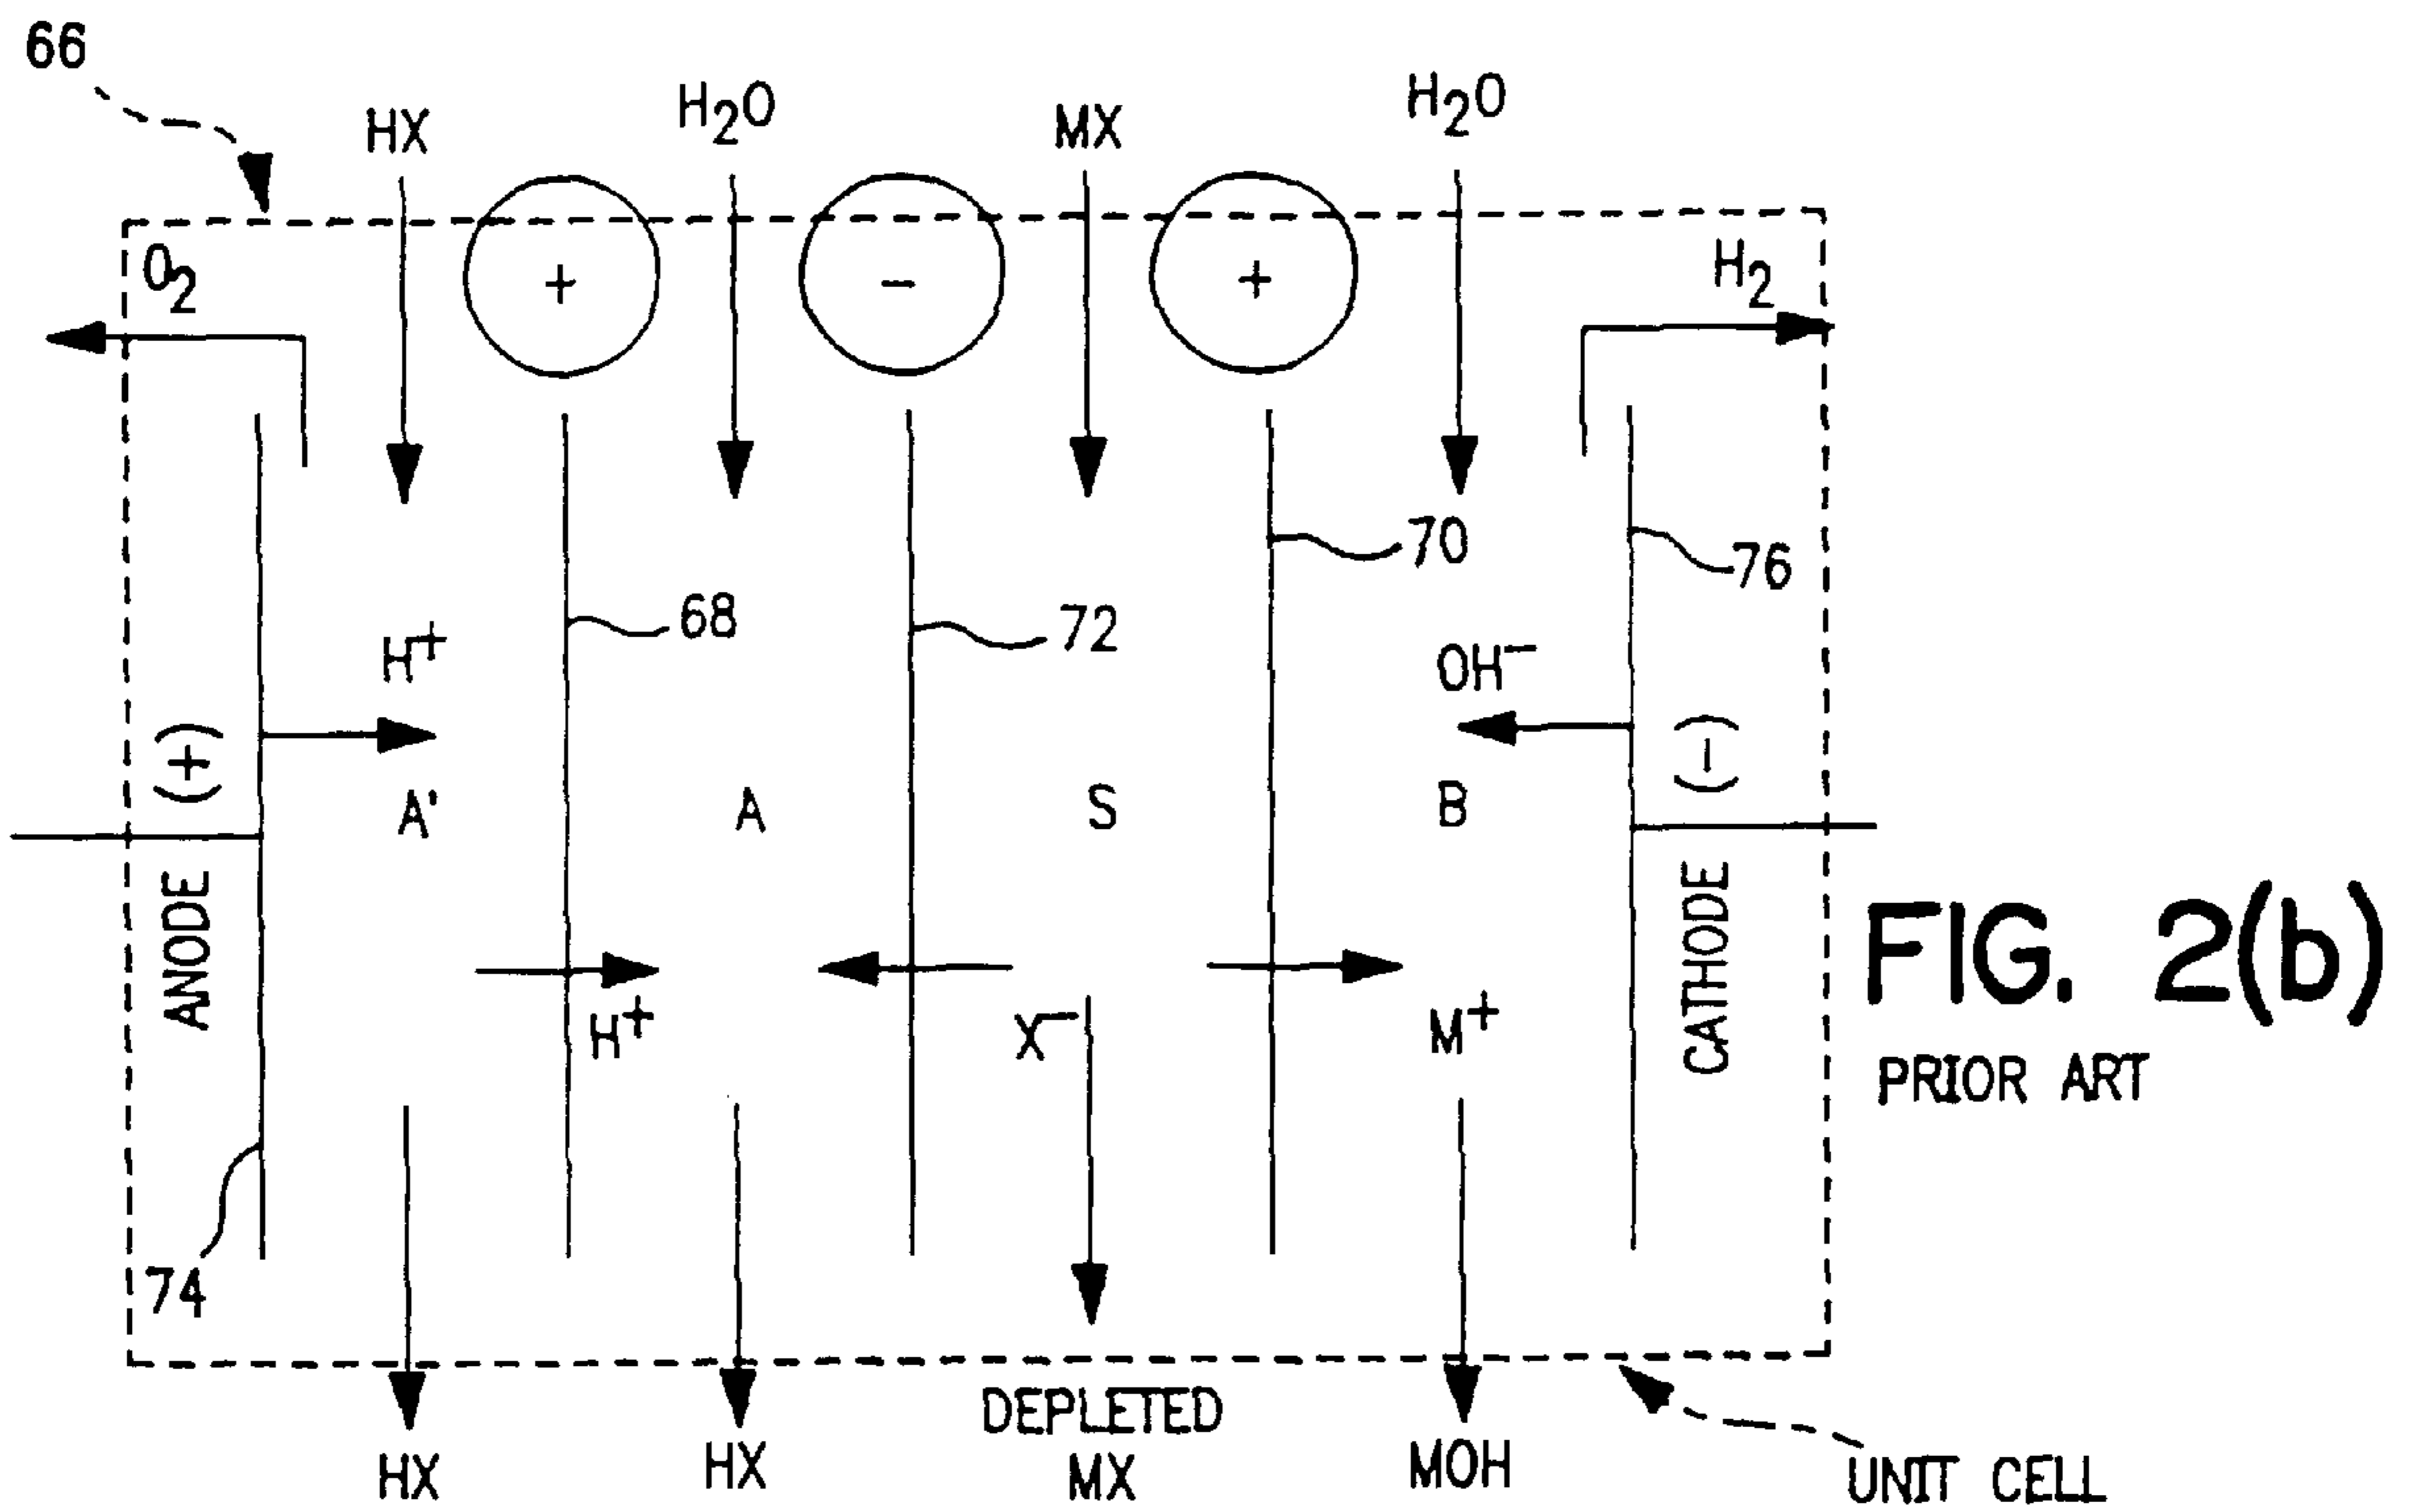 66
HX
H2O
MX
H2O
O2
+
-
+
H2
70
76
68
72
H+
OH-
(+)
(-)
A'
A
S
B
ANODE
CATHODE
H+
X-
M+
FIG. 2(b)
PRIOR ART
74
HX
HX
DEPLETED
MX
MOH
UNIT CELL